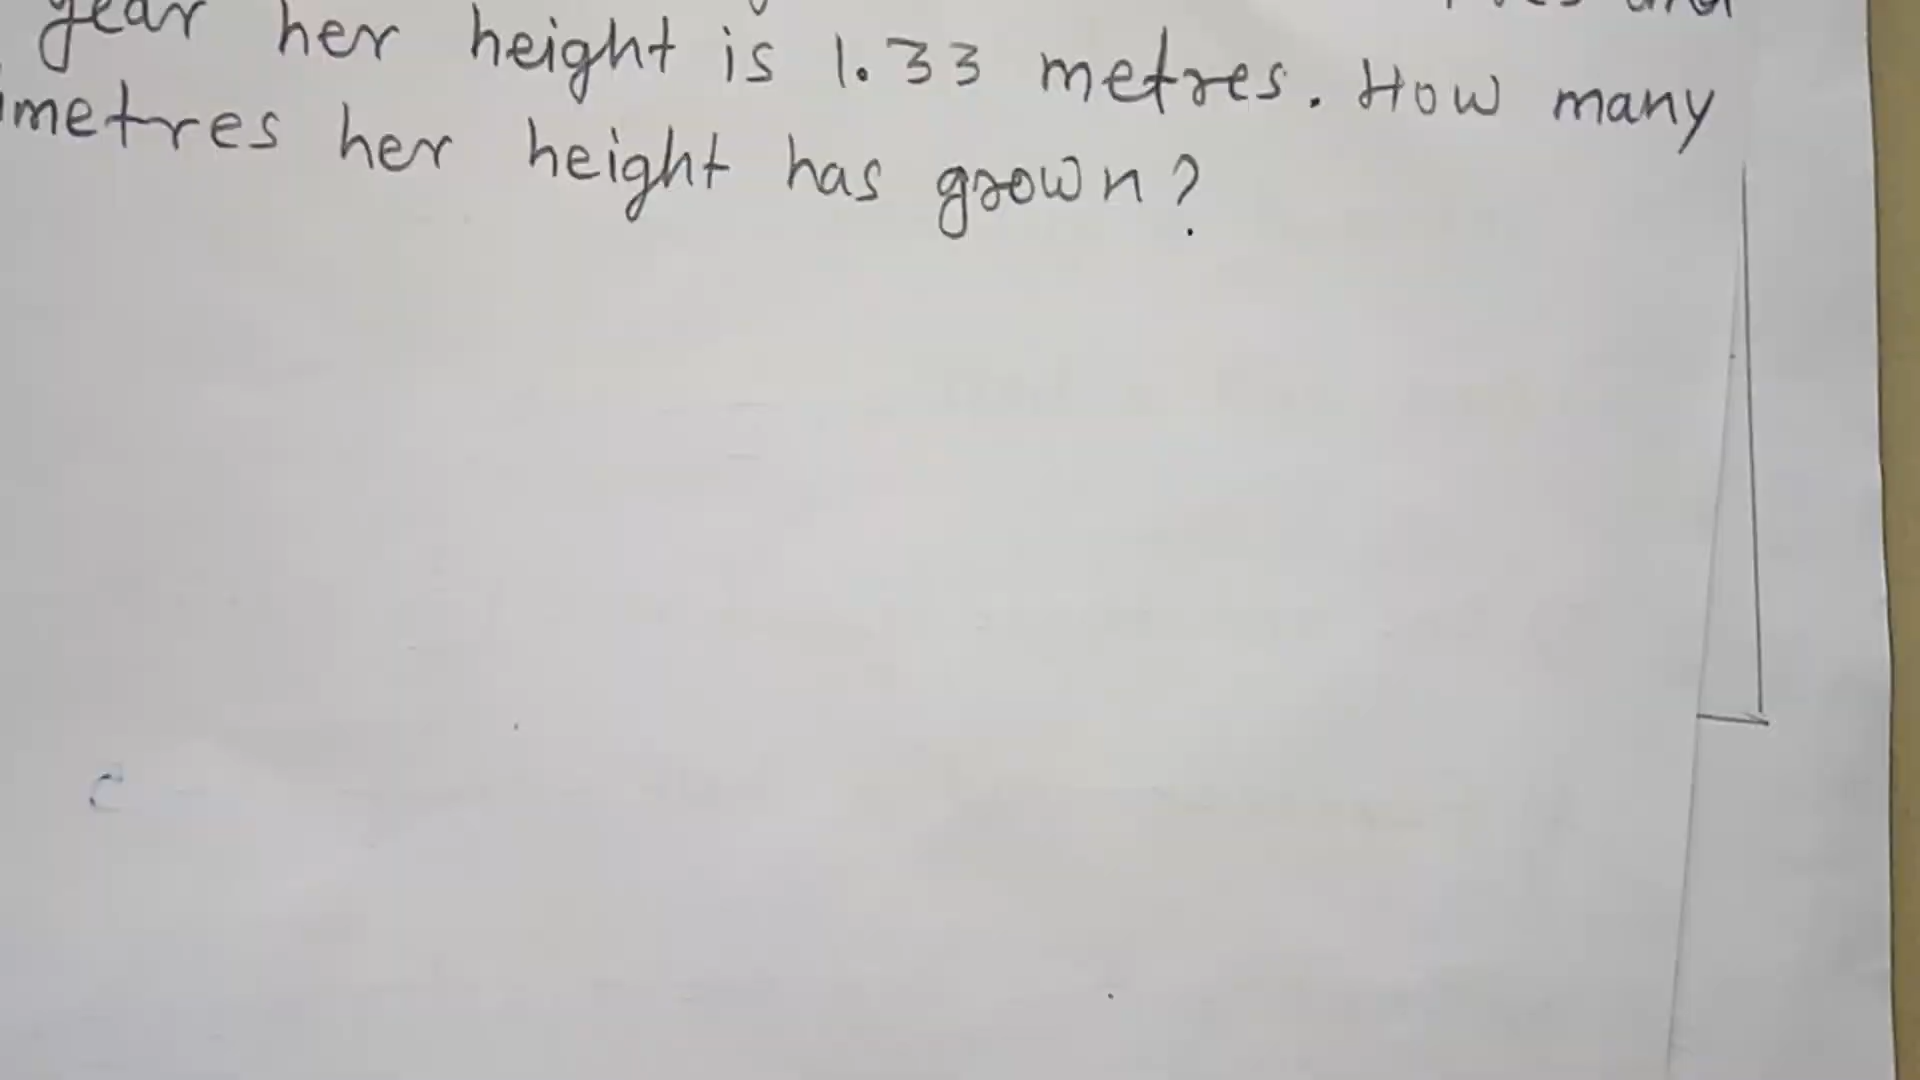 year her height is 1.33 metres. How many
metres her height has grown?